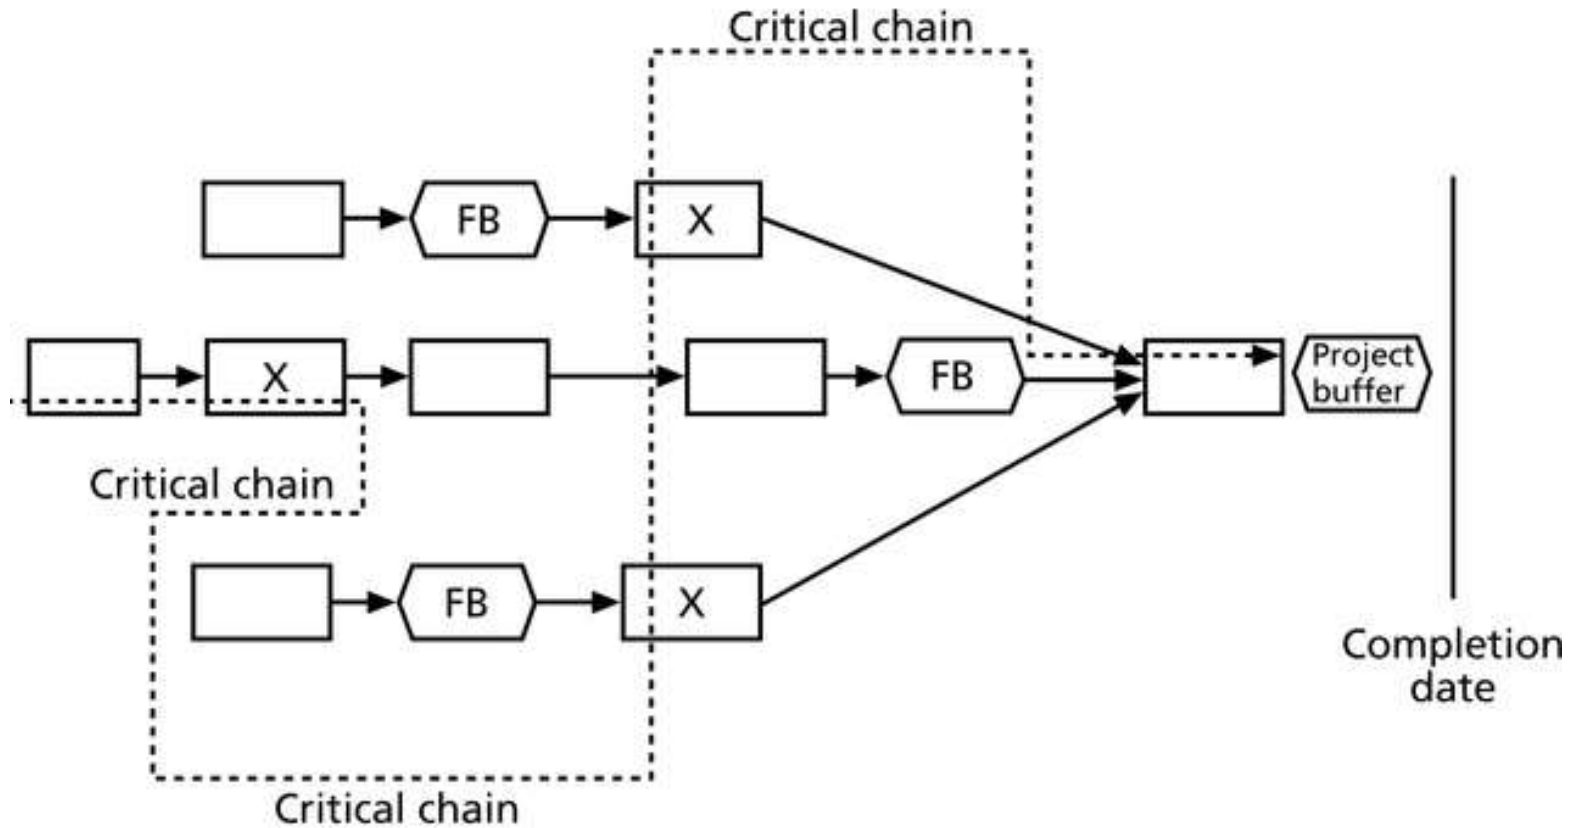 Critical chain
FB
X
X
FB
Project
buffer
Critical chain
FB
X
Completion
date
Critical chain